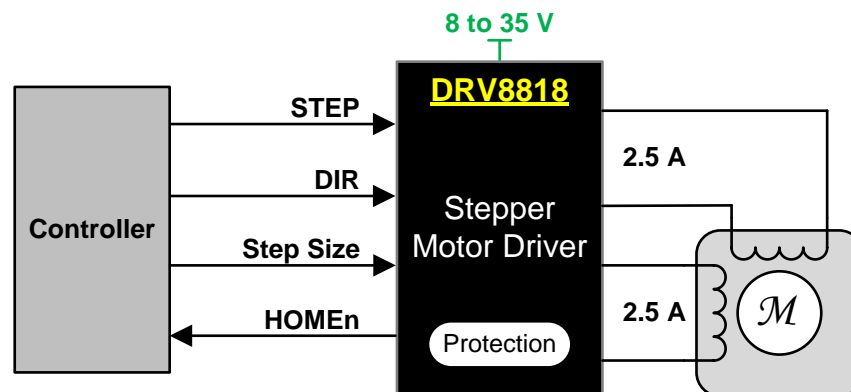 8 to 35 V
DRV8818
STEP
2.5 A
DIR
Controller
Stepper
Motor Driver
Step Size
HOMEn
2.5 A
M
Protection